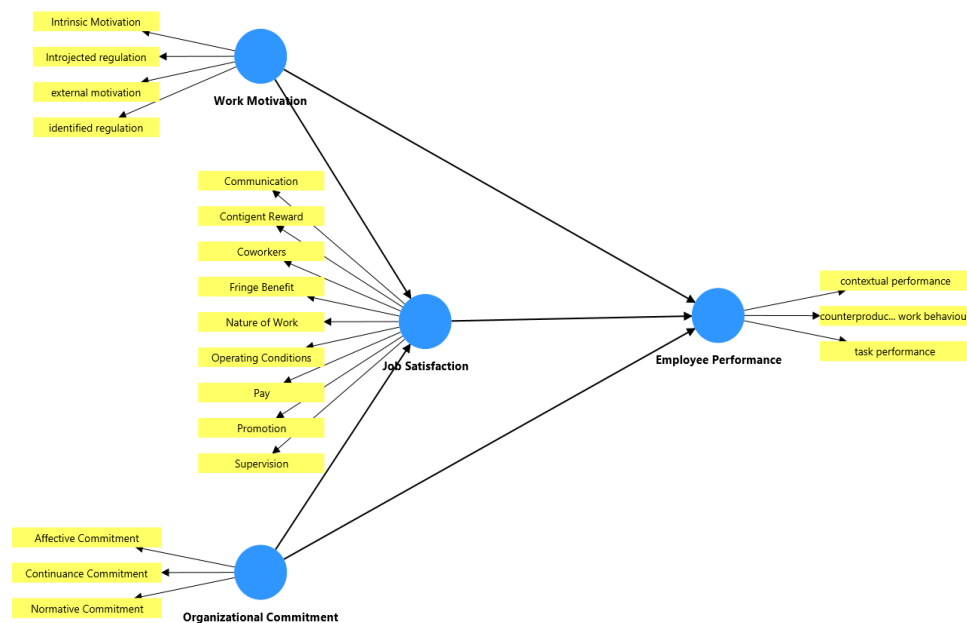 Intrinsic Motivation
Introjected regulation
external motivation
identified regulation
Work Motivation
Communication
Contigent Reward
Coworkers
Fringe Benefit
Nature of Work
Operating Conditions
Pay
Promotion
Supervision
Job Satisfaction
contextual performance
counterproduc... work behaviou
task performance
Employee Performance
Affective Commitment
Continuance Commitment
Normative Commitment
Organizational Commitment